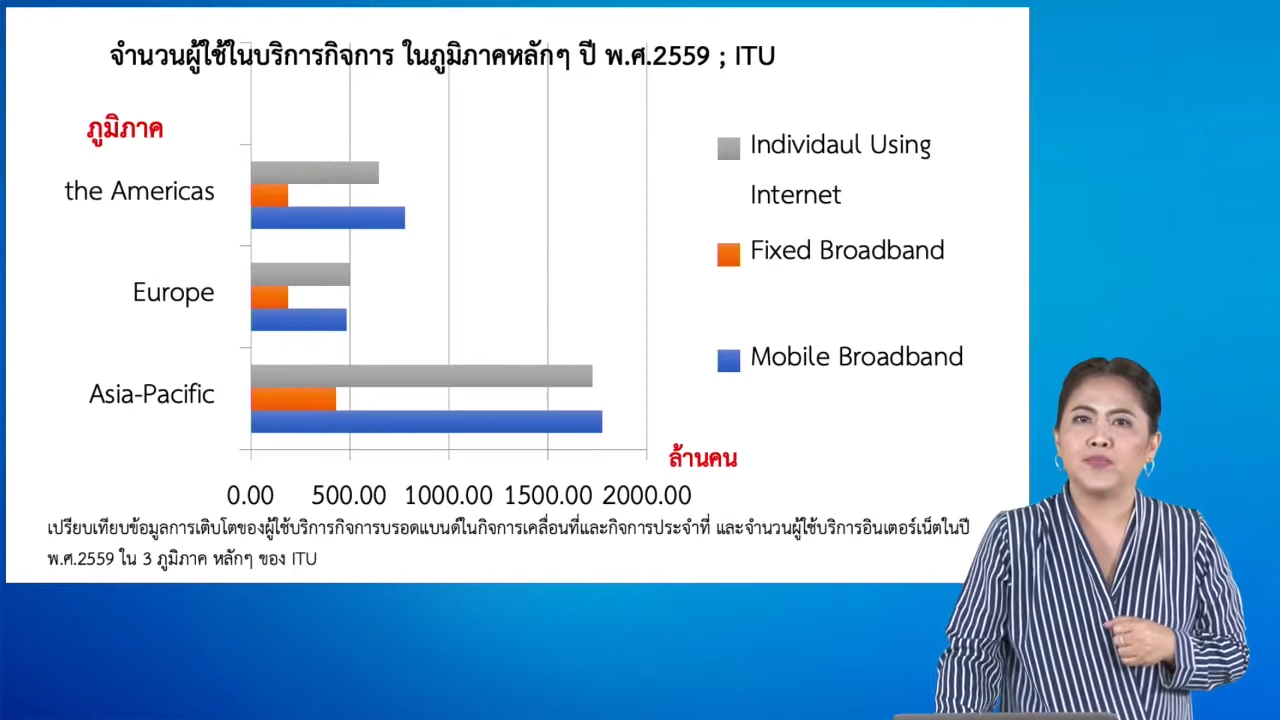 จำนวนผู้ใช้ในบริการกิจการ ในภูมิภาคหลักๆ ปี พ.ศ.2559 ; ITU
ภูมิภาค
the Americas
Europe
Asia-Pacific
Individaul Using
Internet
Fixed Broadband
Mobile Broadband
ล้านคน
0.00 500.00 1000.00 1500.00 2000.00
เปรียบเทียบข้อมูลการเติบโตของผู้ใช้บริการกิจการบรอดแบนด์ในกิจการเคลื่อนที่และกิจการประจำที่ และจำนวนผู้ใช้บริการอินเตอร์เน็ตในปี
พ.ศ.2559 ใน 3 ภูมิภาค หลักๆ ของ ITU